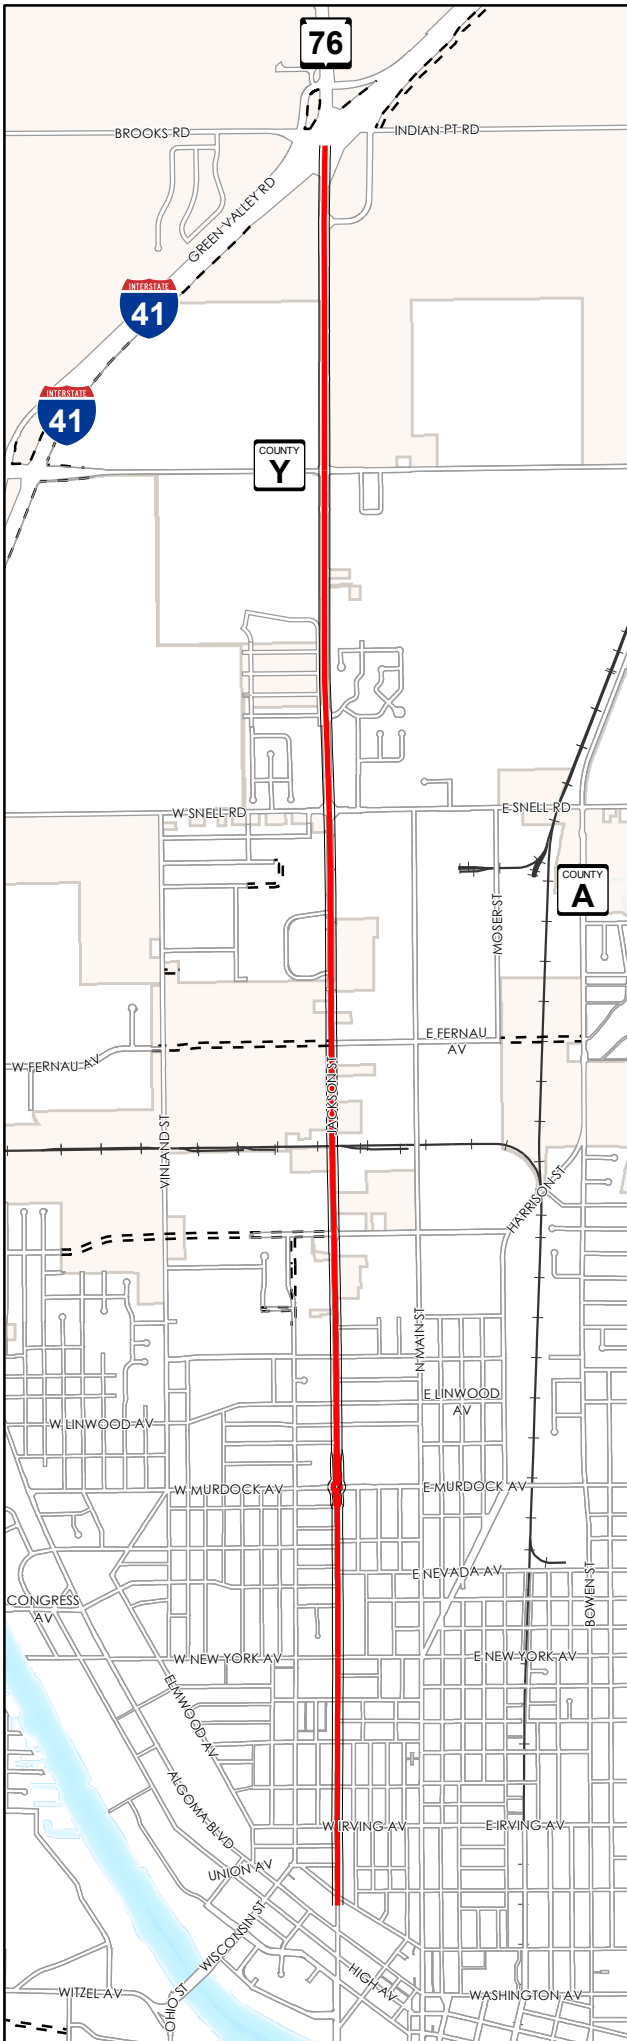 76
BROOKS RD
INDIAN PT RD
GREEN VALLEY RD
INTERSTATE
41
INTERSTATE
41
COUNTY
Y
W SNELL RD
E SNELL RD
COUNTY
A
MOSER ST
E FERNAU
AV
W FERNAU AV
JACKSON ST
VINLAND ST
HARRISON ST
N MAIN ST
E LINWOOD
AV
W LINWOOD AV
W MURDOCK AV
E MURDOCK AV
E NEVADA AV
BOWEN ST
CONGRESS
AV
W NEW YORK AV
E NEW YORK AV
ELMWOOD AV
ALGOMA BLVD
W IRVING AV
E IRVING AV
UNION AV
WISCONSIN ST
HIGH AV
WITZEL AV
OHIO ST
WASHINGTON AV